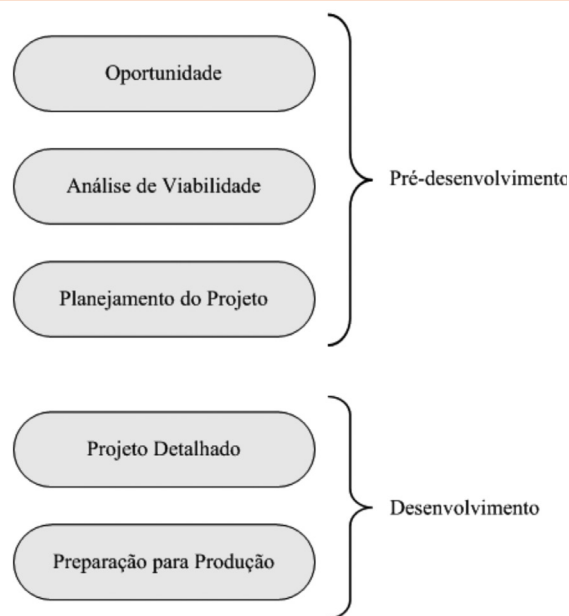 Oportunidade
Análise de Viabilidade
Pré-desenvolvimento
Planejamento do Projeto
Projeto Detalhado
Desenvolvimento
Preparação para Produção